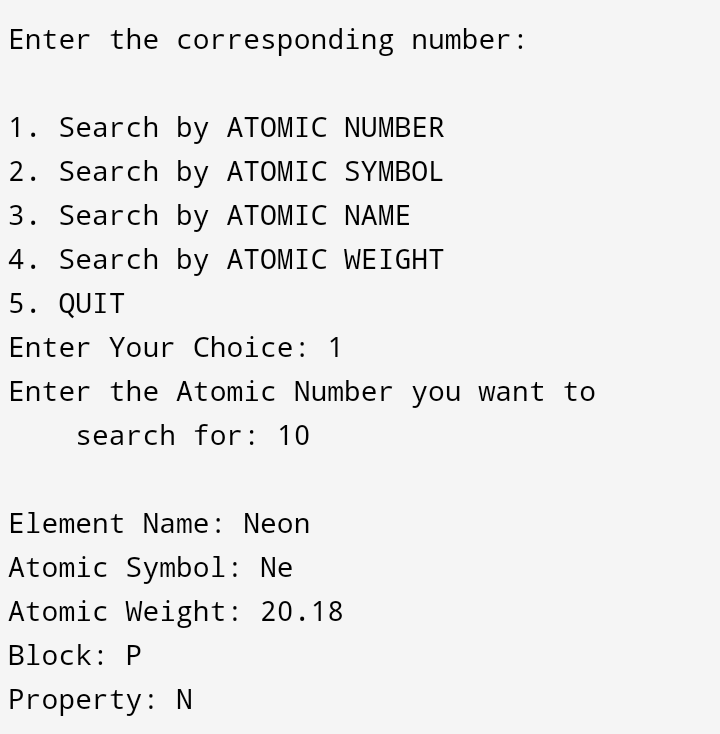 Enter the corresponding number:

1. Search by ATOMIC NUMBER
2. Search by ATOMIC SYMBOL
3. Search by ATOMIC NAME
4. Search by ATOMIC WEIGHT
5. QUIT
Enter Your Choice: 1
Enter the Atomic Number you want to
    search for: 10

Element Name: Neon
Atomic Symbol: Ne
Atomic Weight: 20.18
Block: P
Property: N